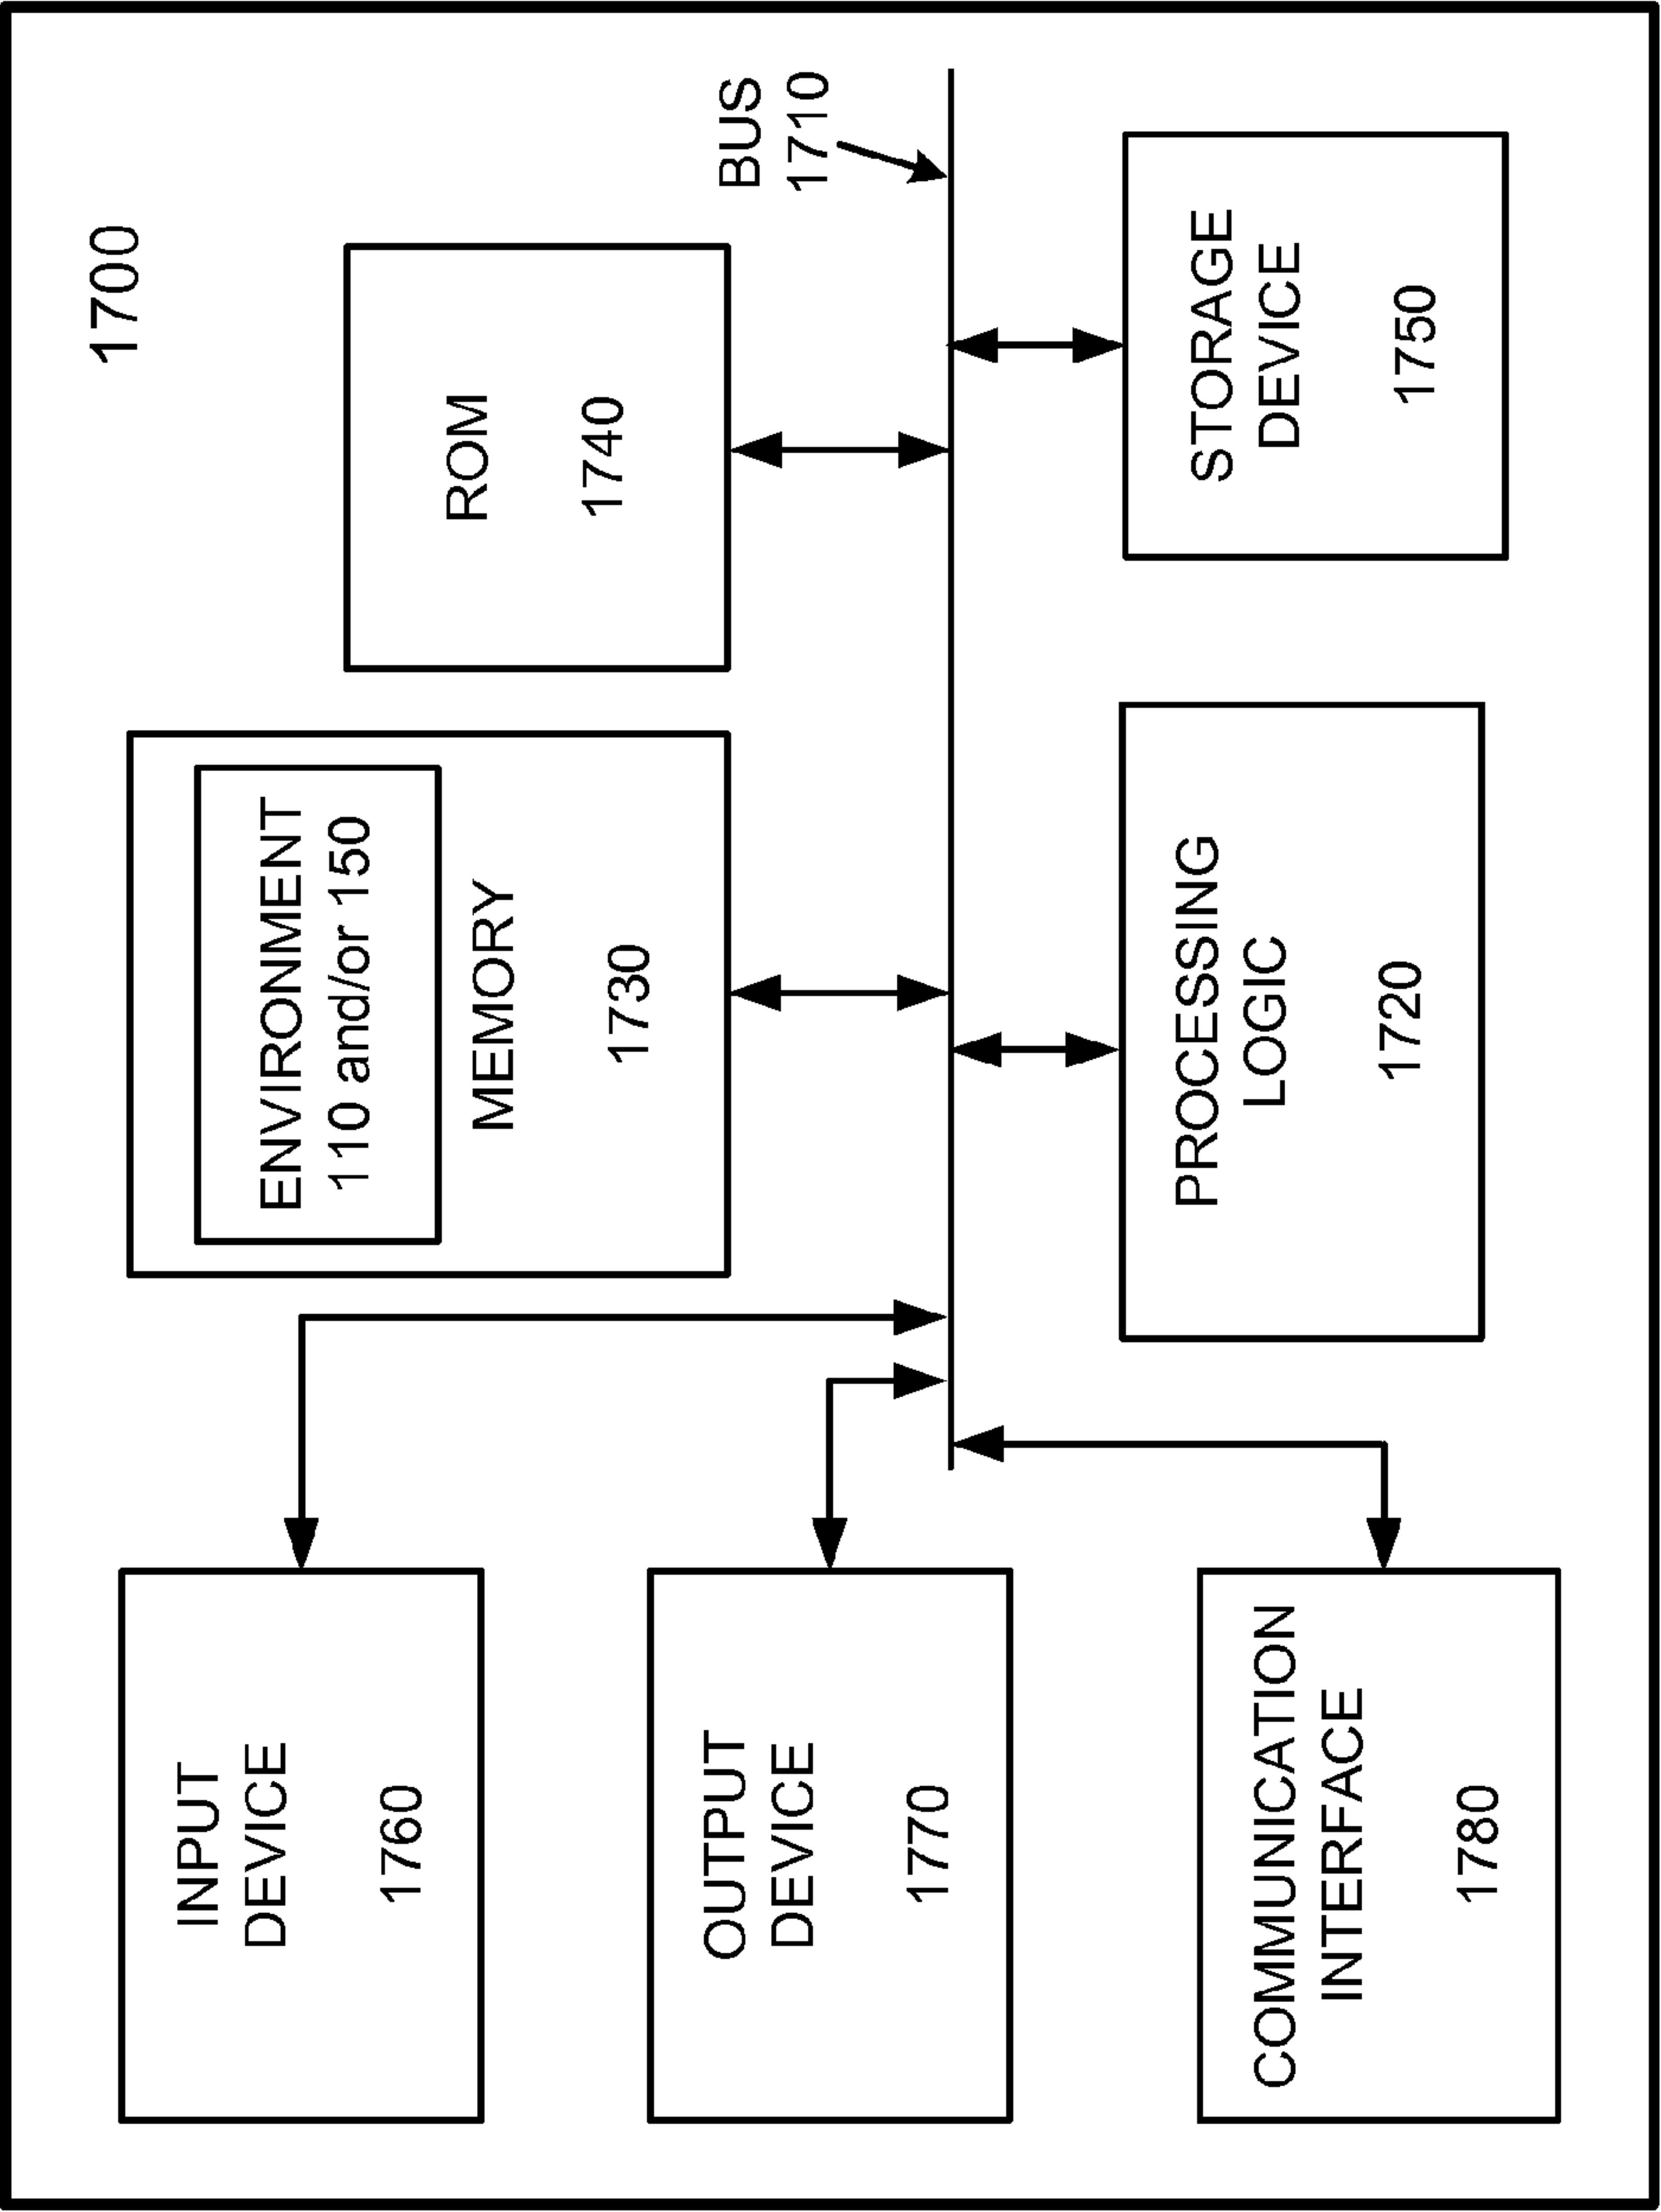 1700
INPUT
DEVICE
1760
ENVIRONMENT
110 and/or 150
MEMORY
1730
ROM
1740
BUS
1710
OUTPUT
DEVICE
1770
COMMUNICATION
INTERFACE
1780
PROCESSING
LOGIC
1720
STORAGE
DEVICE
1750